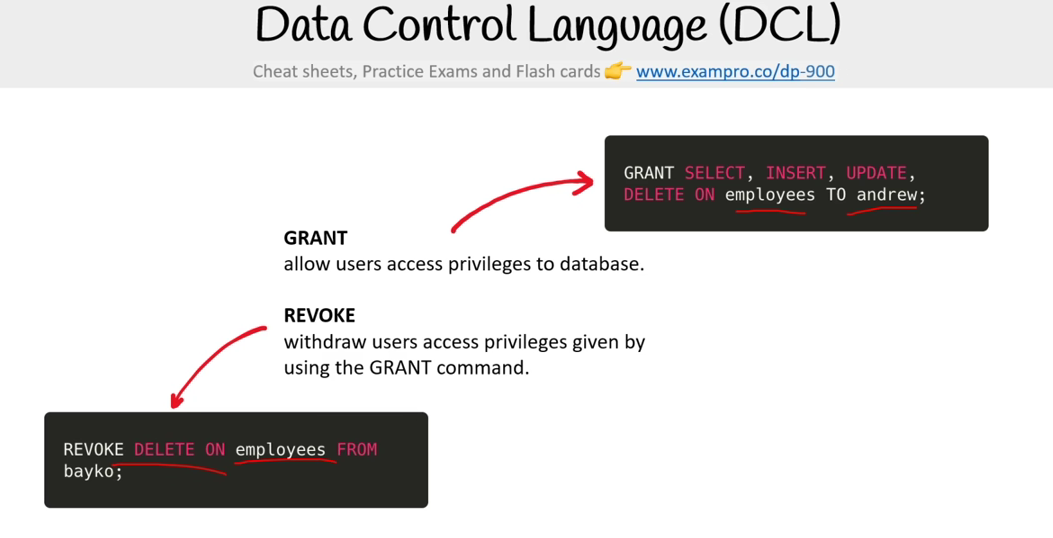 Data Control Language (DCL)
Cheat sheets, Practice Exams and Flash cards 👉 www.exampro.co/dp-900
GRANT SELECT, INSERT, UPDATE,
DELETE ON employees TO andrew;
GRANT
allow users access privileges to database.
REVOKE
withdraw users access privileges given by
using the GRANT command.
REVOKE DELETE ON employees FROM
bayko;